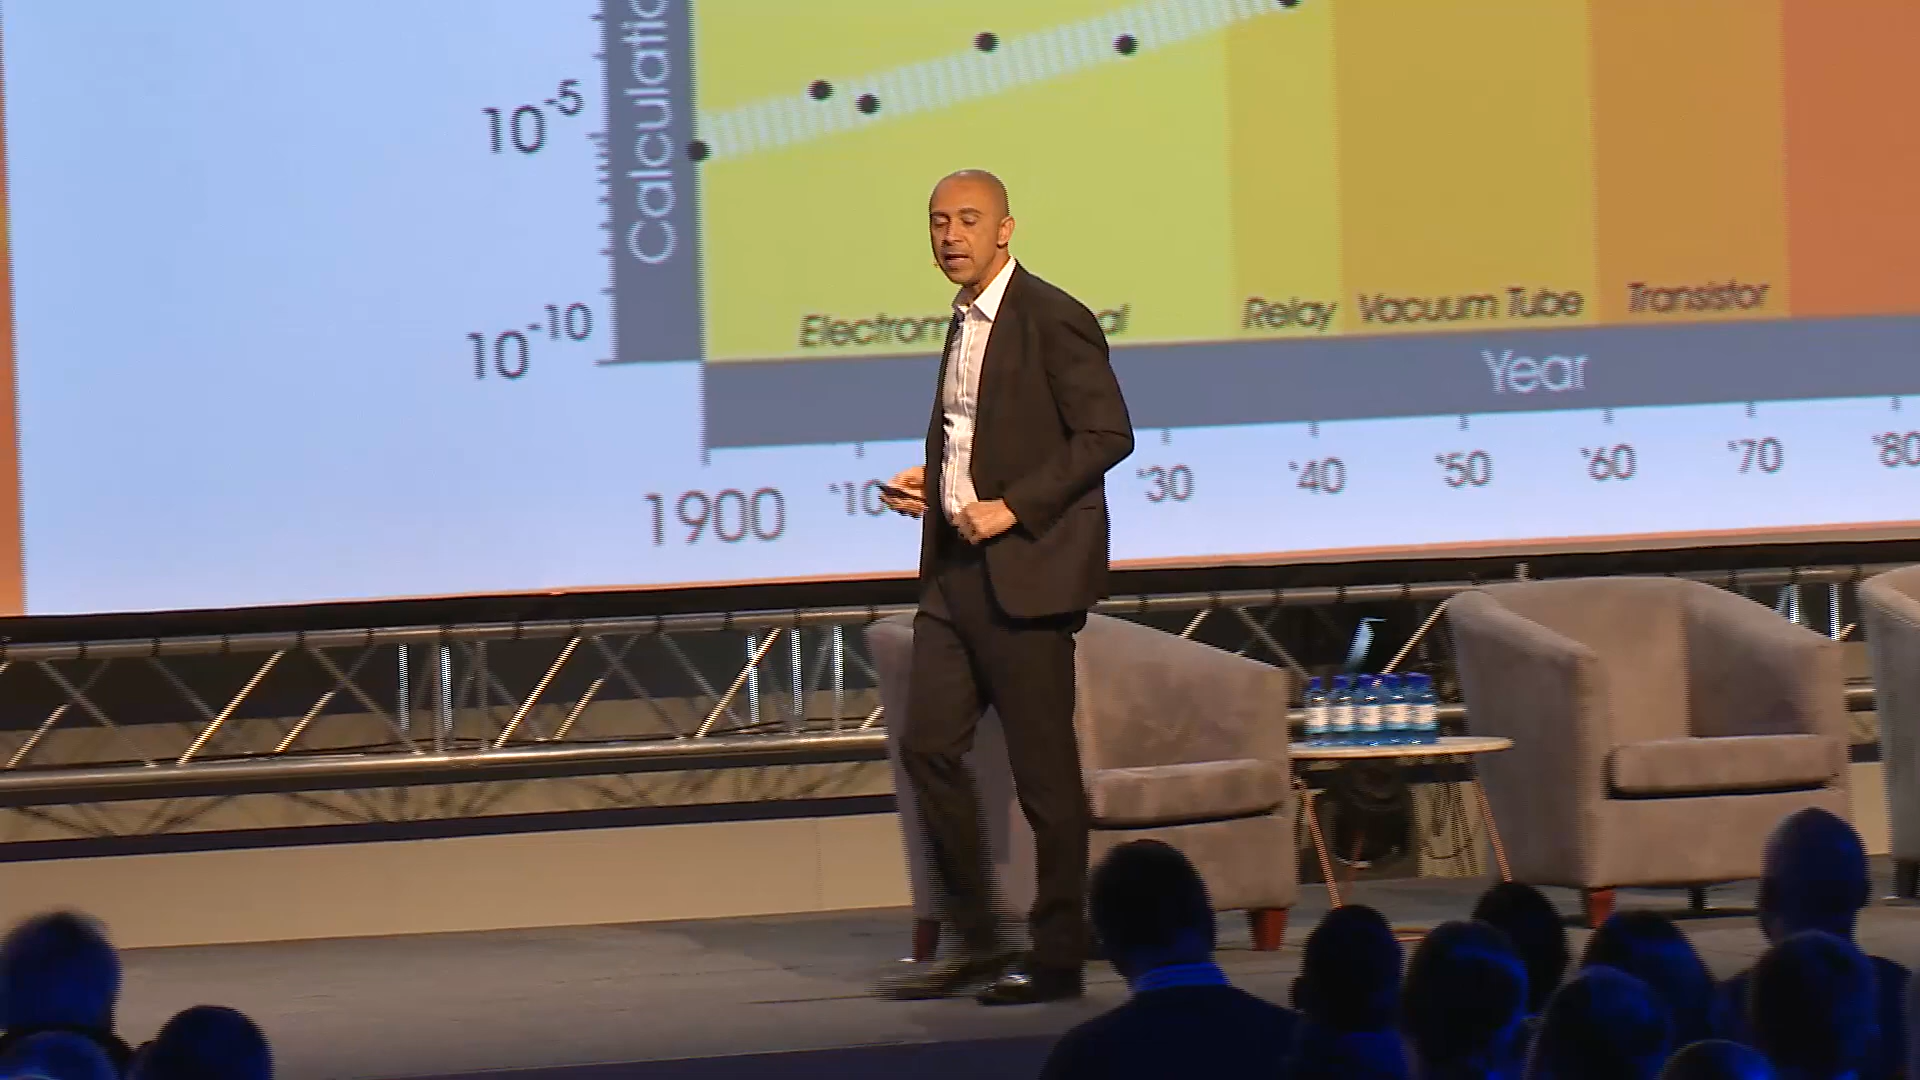 Calculatio
10-5
10-10
Electrom al
Relay
Vacuum Tube
Transistor
Year
1900
'10
'30
'40
'50
'60
'70
'80